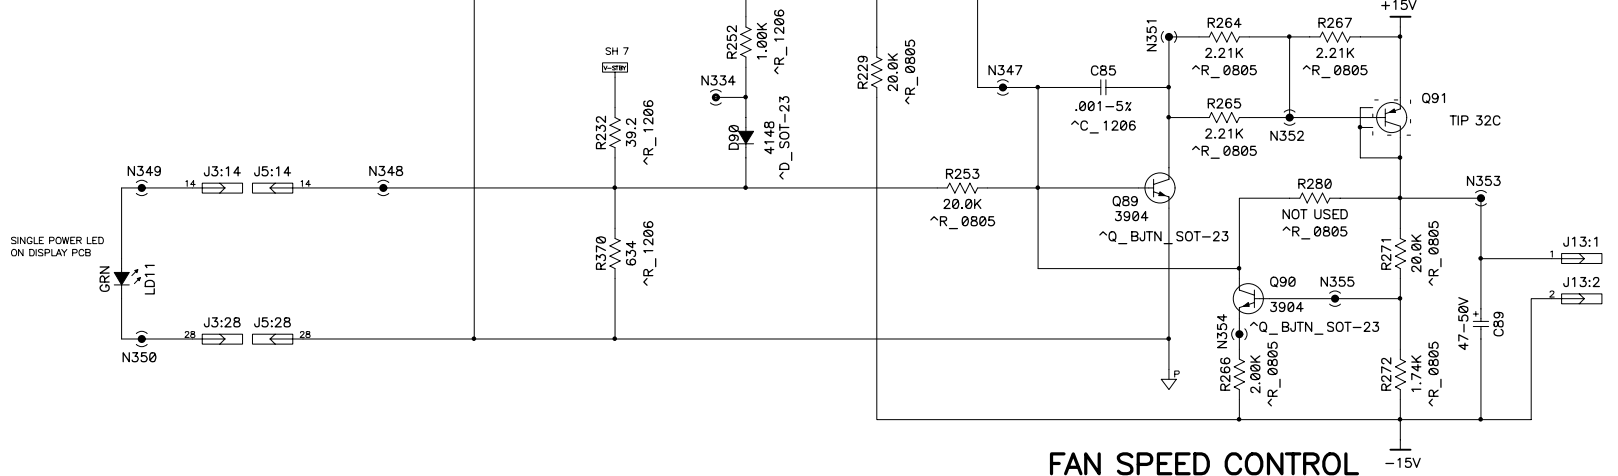 +15V
R252
1.00K
^R_1206
N351
R264
2.21K
^R_0805
R267
2.21K
^R_0805
SH 7
V-STBY
R229
20.0K
^R_0805
N334
N347
C85
.001-5%
^C_1206
R265
2.21K
^R_0805
N352
Q91
TIP 32C
R232
39.2
^R_1206
D90
4148
^D_SOT-23
N349
J3:14
J5:14
14
14
N348
R253
20.0K
^R_0805
Q89
3904
^Q_BJTN_SOT-23
R280
NOT USED
^R_0805
N353
SINGLE POWER LED
ON DISPLAY PCB
GRN
LD11
R370
634
^R_1206
R271
20.0K
^R_0805
1
J13:1
2
J13:2
Q90
3904
^Q_BJTN_SOT-23
N355
N354
47-50V
+
C89
N350
J3:28
J5:28
28
28
P
R266
2.00K
^R_0805
R272
1.74K
^R_0805
FAN SPEED CONTROL
-15V